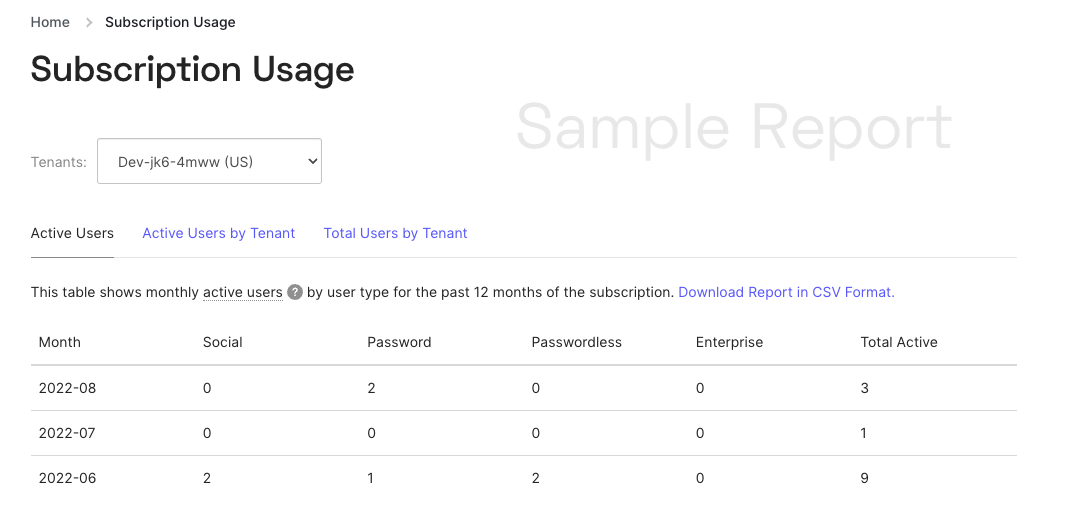 Home > Subscription Usage
Subscription Usage
Sample Report
Tenants: Dev-jk6-4mww (US)
Active Users Active Users by Tenant Total Users by Tenant
This table shows monthly active users ? by user type for the past 12 months of the subscription. Download Report in CSV Format.
Month Social Password Passwordless Enterprise Total Active
2022-08 0 2 0 0 3
2022-07 0 0 0 0 1
2022-06 2 1 2 0 9